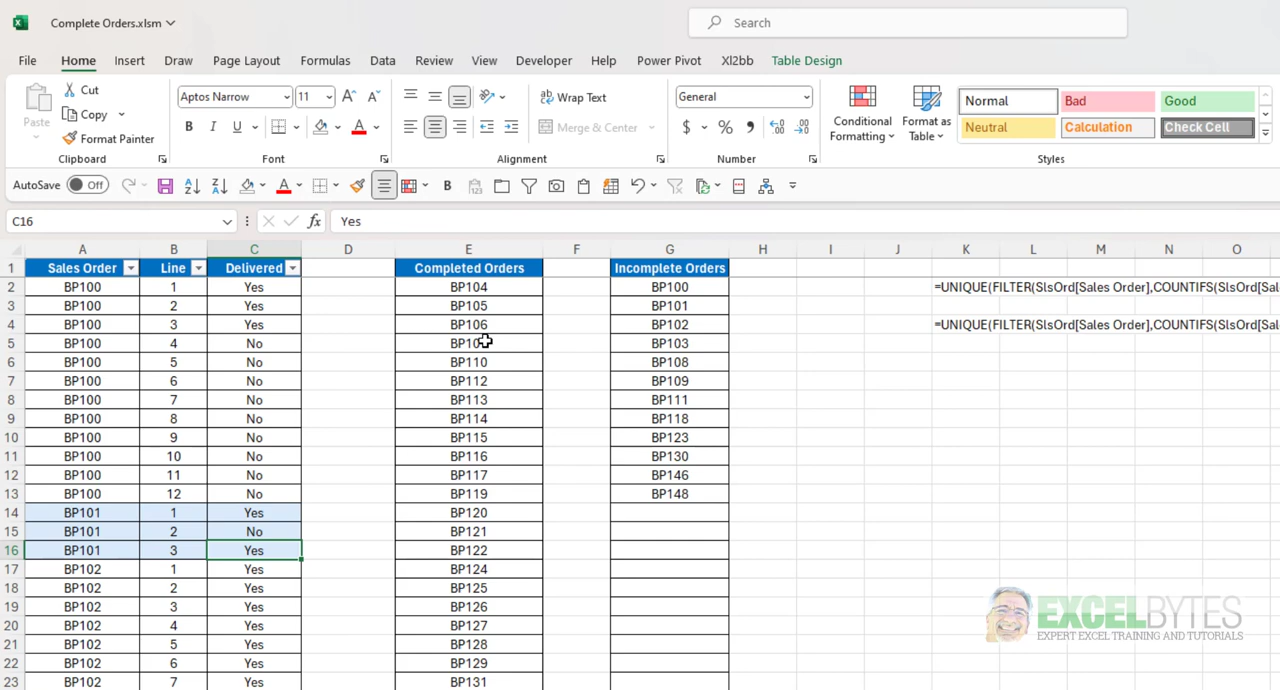 Complete Orders.xlsm
Search
File Home Insert Draw Page Layout Formulas Data Review View Developer Help Power Pivot Xl2bb Table Design
Paste
Cut
Copy
Format Painter
Clipboard
Aptos Narrow 11
B I U
Font
Wrap Text
Merge & Center
Alignment
General
$ % 9
Number
Conditional Formatting
Format as Table
Normal Bad Good
Neutral Calculation Check Cell
Styles
AutoSave Off
C16 fx Yes
A B C D E F G H I J K L M N O
1 Sales Order Line Delivered Completed Orders Incomplete Orders
2 BP100 1 Yes BP104 BP100 =UNIQUE(FILTER(SlsOrd[Sales Order],COUNTIFS(SlsOrd[Sal
3 BP100 2 Yes BP105 BP101
4 BP100 3 Yes BP106 BP102 =UNIQUE(FILTER(SlsOrd[Sales Order],COUNTIFS(SlsOrd[Sal
5 BP100 4 No BP103
6 BP100 5 No BP110 BP108
7 BP100 6 No BP112 BP109
8 BP100 7 No BP113 BP111
9 BP100 8 No BP114 BP118
10 BP100 9 No BP115 BP123
11 BP100 10 No BP116 BP130
12 BP100 11 No BP117 BP146
13 BP100 12 No BP119 BP148
14 BP101 1 Yes BP120
15 BP101 2 No BP121
16 BP101 3 Yes BP122
17 BP102 1 Yes BP124
18 BP102 2 Yes BP125
19 BP102 3 Yes BP126
20 BP102 4 Yes BP127
21 BP102 5 Yes BP128
22 BP102 6 Yes BP129
23 BP102 7 Yes BP131
EXCELBYTES
EXPERT EXCEL TRAINING AND TUTORIALS